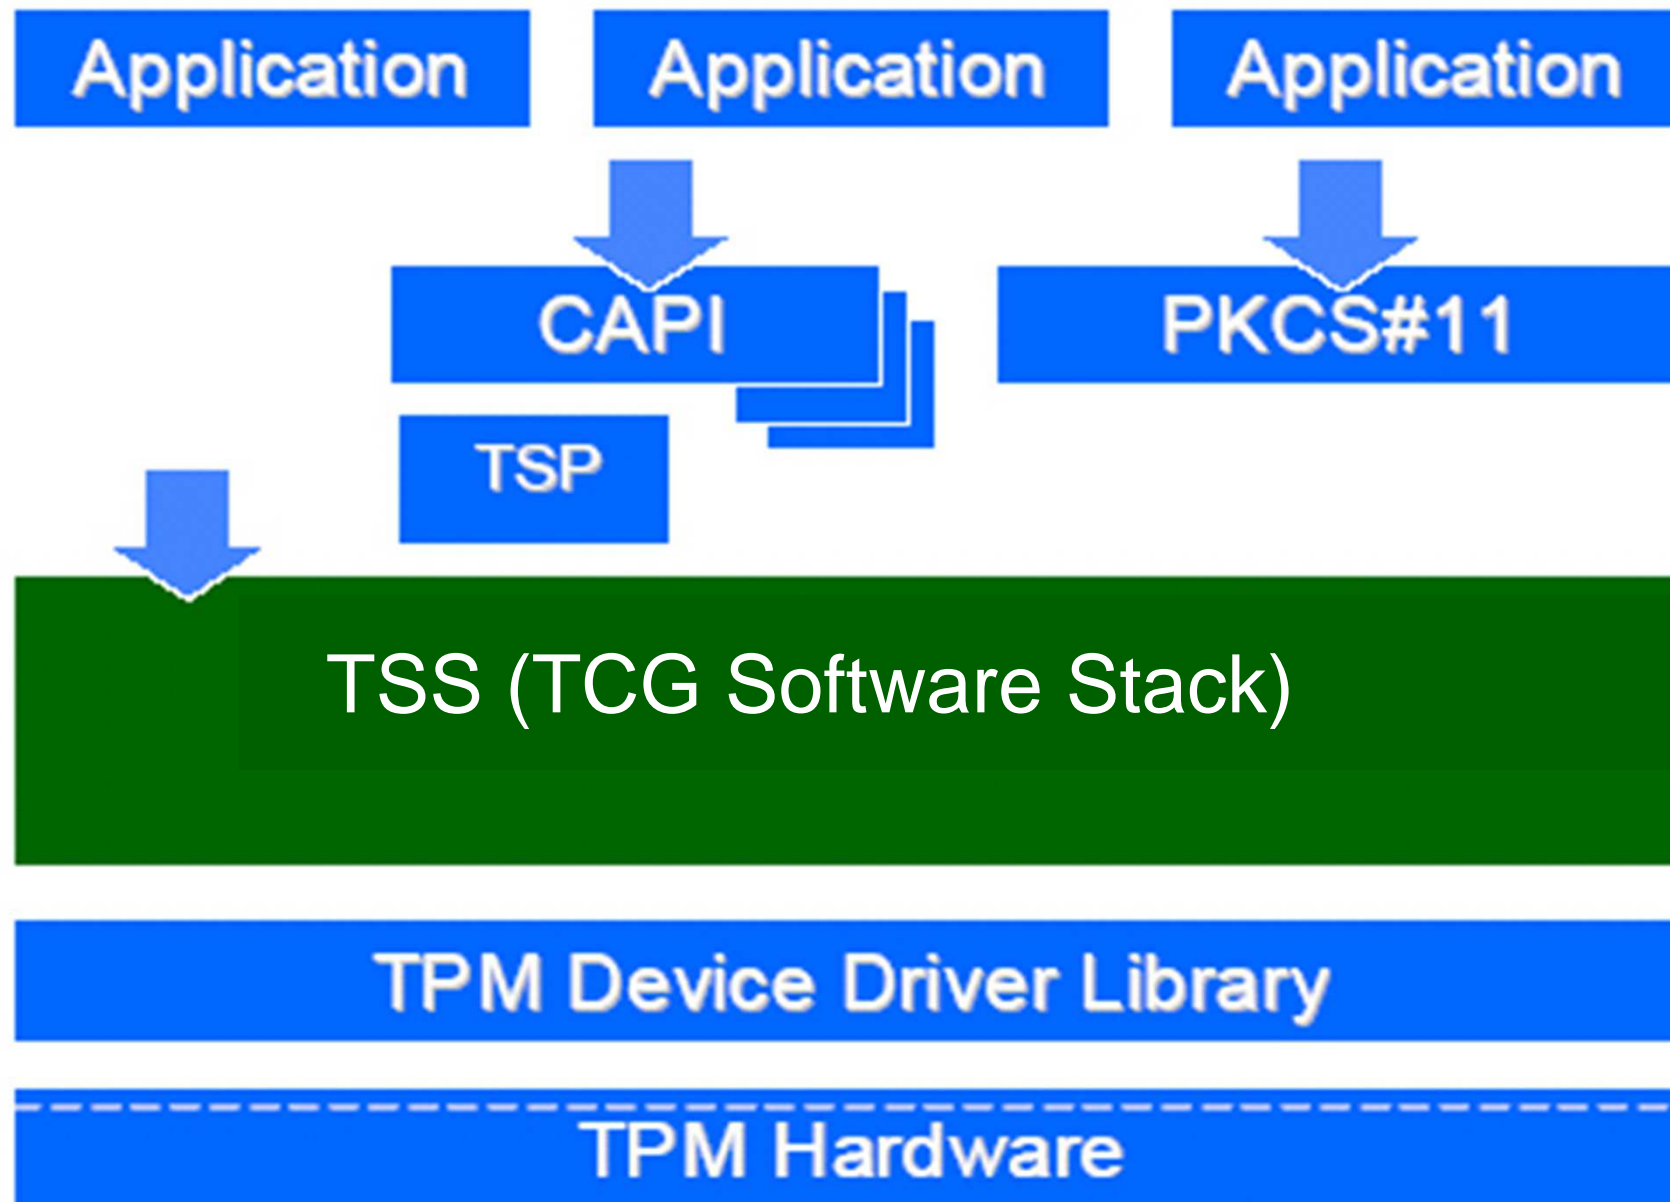 Application Application Application
CAPI PKCS#11
TSP
TSS (TCG Software Stack)
TPM Device Driver Library
TPM Hardware